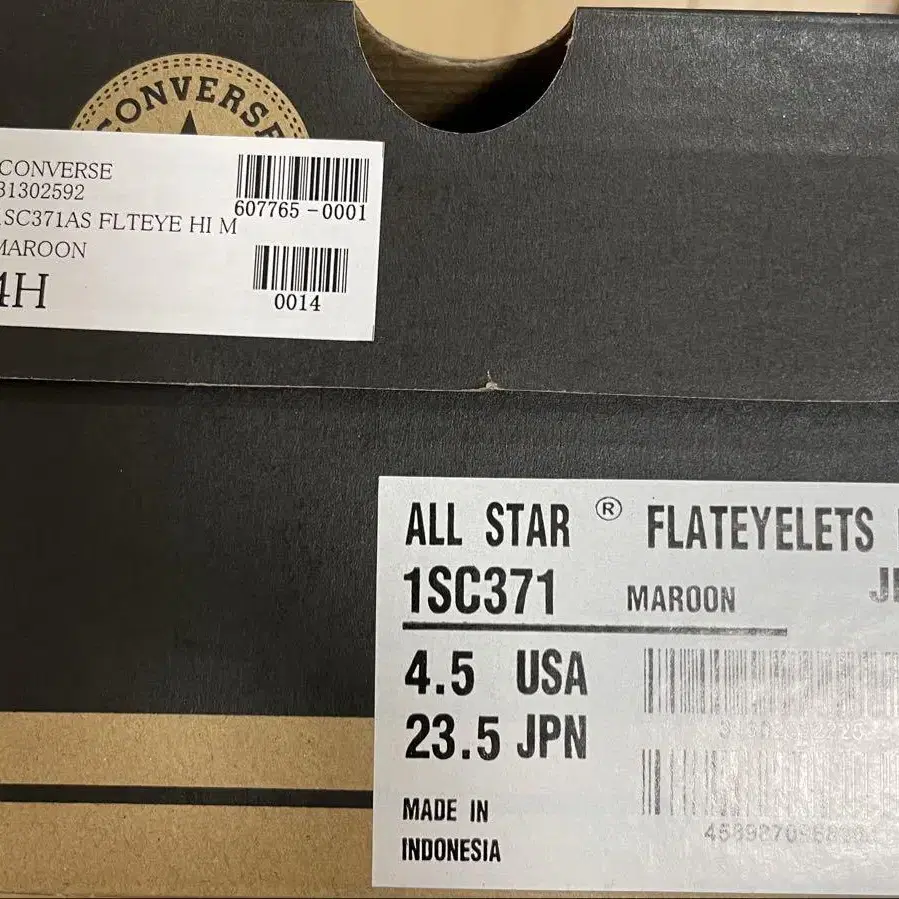 CONVERSE
CONVERSE
31302592
1SC371AS FLTEYE HI M
MAROON
4H
607765-0001
0014
ALL STAR ® FLATEYELETS
1SC371 MAROON
4.5 USA
23.5 JPN
MADE IN
INDONESIA